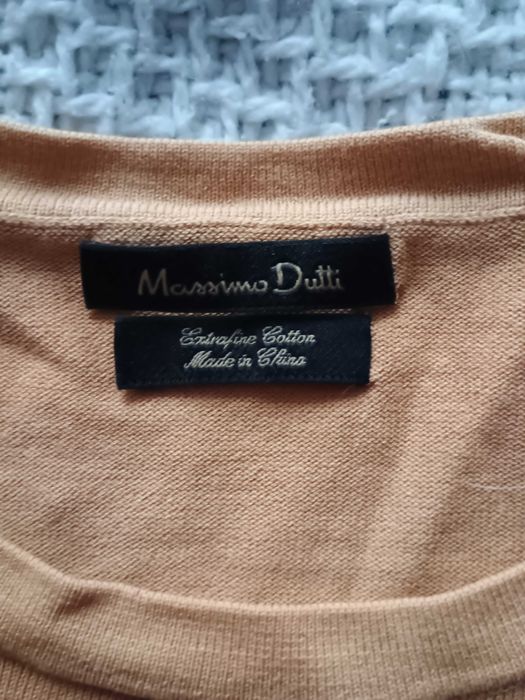 Massimo Dutti
Extrafine Cotton
Made in China